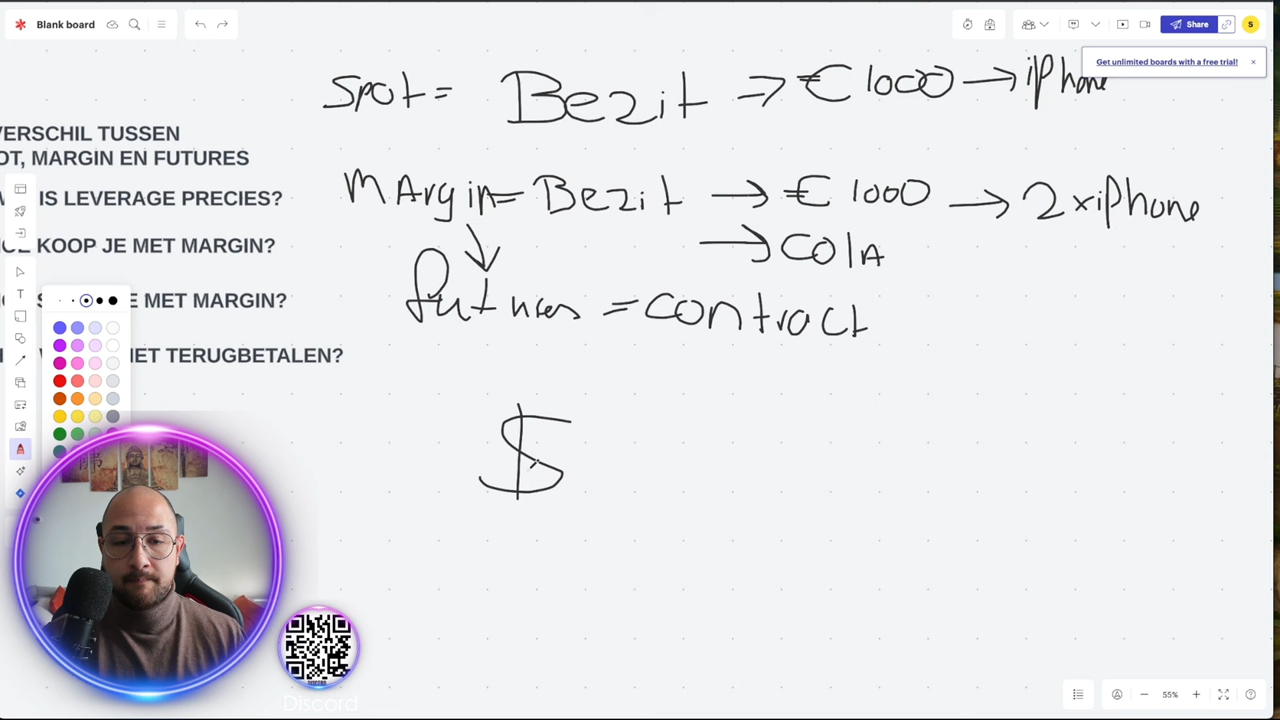 Blank board
Share
S
Get unlimited boards with a free trial! ×
Spot = Bezit ⇒ € 1000 → iPhone
VERSCHIL TUSSEN
OT, MARGIN EN FUTURES
MArgin = Bezit → € 1000 → 2 x iPhone
IS LEVERAGE PRECIES?
→ COlA
KOOP JE MET MARGIN?
futures = contract
E MET MARGIN?
ET TERUGBETALEN?
$
Discord
55%